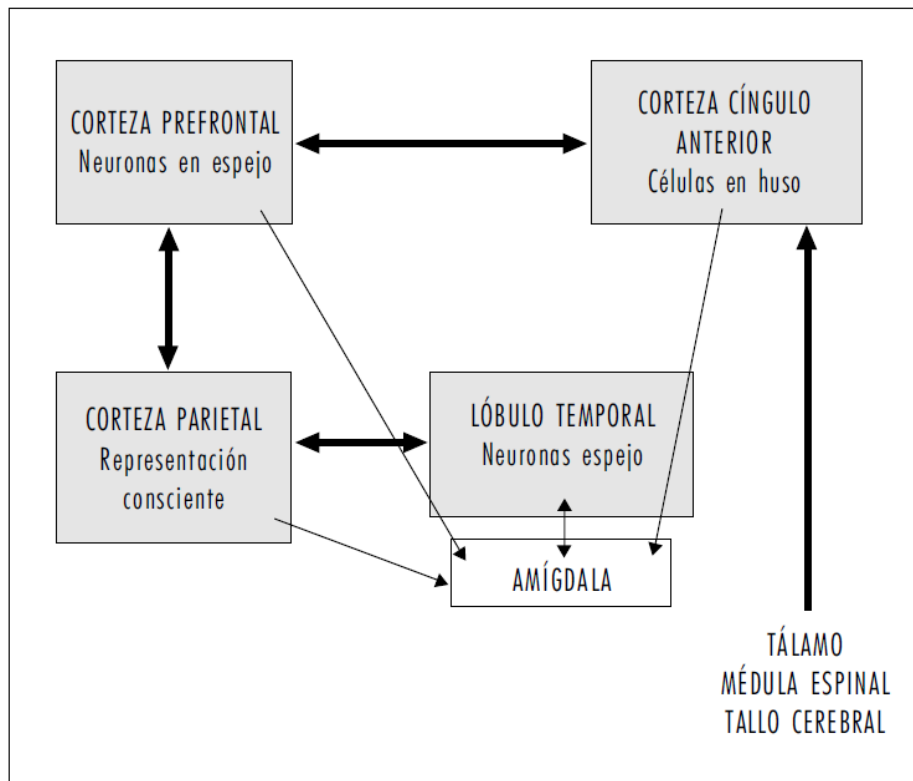 CORTEZA PREFRONTAL
Neuronas en espejo
CORTEZA CÍNGULO
ANTERIOR
Células en huso
CORTEZA PARIETAL
Representación
consciente
LÓBULO TEMPORAL
Neuronas espejo
AMÍGDALA
TÁLAMO
MÉDULA ESPINAL
TALLO CEREBRAL